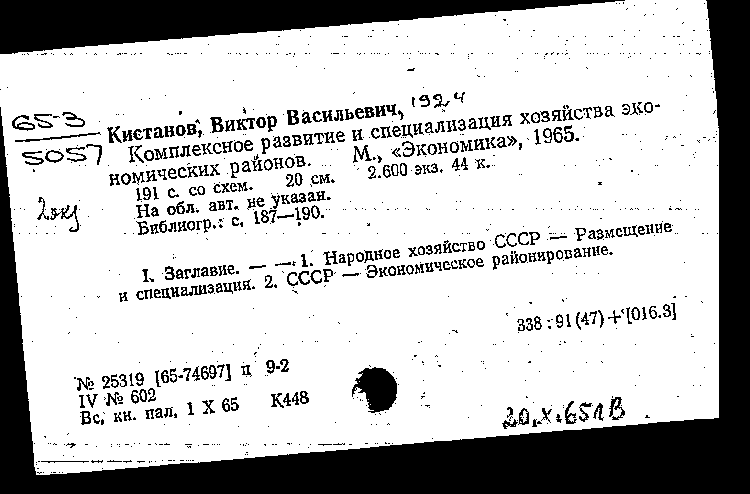 65-3
5057
2 экз
Кистанов, Виктор Васильевич, 1924
Комплексное развитие и специализация хозяйства эко-
номических районов. М., «Экономика», 1965.
191 с. со схем. 20 см. 2.600 экз. 44 к.
На обл. авт. не указан.
Библиогр.: с. 187—190.
I. Заглавие. — —1. Народное хозяйство СССР — Размещение
и специализация. 2. СССР — Экономическое районирование.
338:91(47)+[016.3]
№ 25319 [65-74697] п 9-2
IV № 602
Вс. кн. пал. 1 X 65 К448
20.X.65